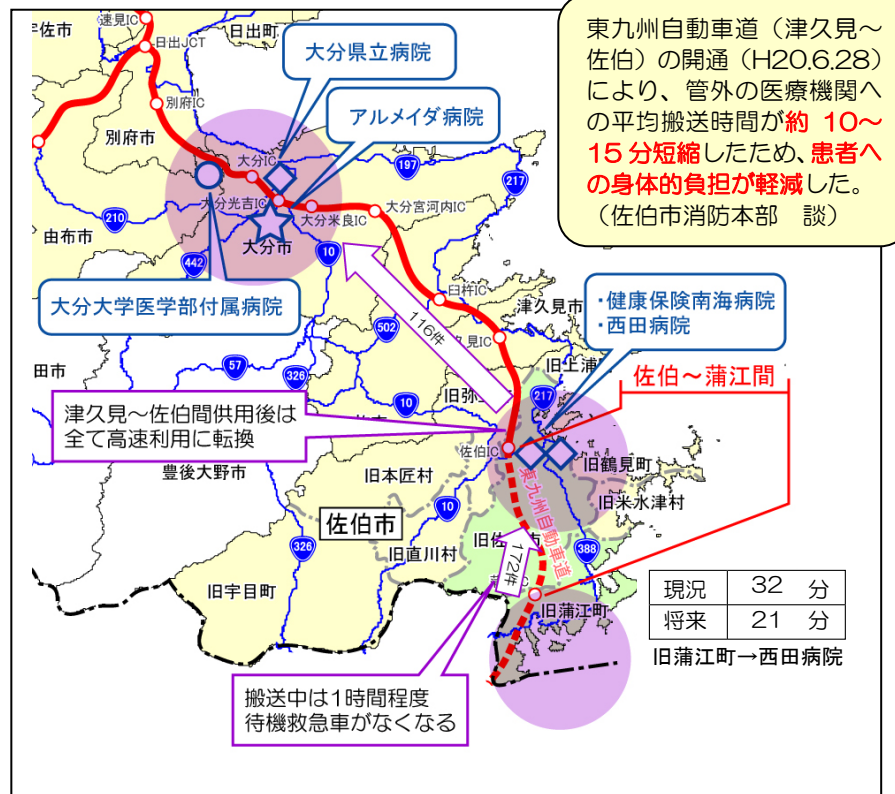 東九州自動車道（津久見～
佐伯）の開通（H20.6.28）
により、管外の医療機関へ
の平均搬送時間が約 10～
15分短縮したため、患者へ
の身体的負担が軽減した。
（佐伯市消防本部　談）
速見IC
宇佐市
日出町
日出JCT
大分県立病院
別府IC
別府市
アルメイダ病院
大分IC
197
217
大分光吉IC
大分米良IC
大分宮河内IC
210
由布市
大分市
442
10
大分大学医学部付属病院
臼杵IC
津久見市
・健康保険南海病院
・西田病院
116件
502
見IC
57
326
旧上浦
217
佐伯～蒲江間
旧弥
10
津久見～佐伯間供用後は
全て高速利用に転換
田市
豊後大野市
佐伯IC
旧鶴見町
旧本匠村
東九州自動車道
旧米水津村
10
佐伯市
326
旧直川村
旧佐
市
388
172件
旧宇目町
IC
旧蒲江町
現況 32 分
将来 21 分
旧蒲江町→西田病院
搬送中は1時間程度
待機救急車がなくなる